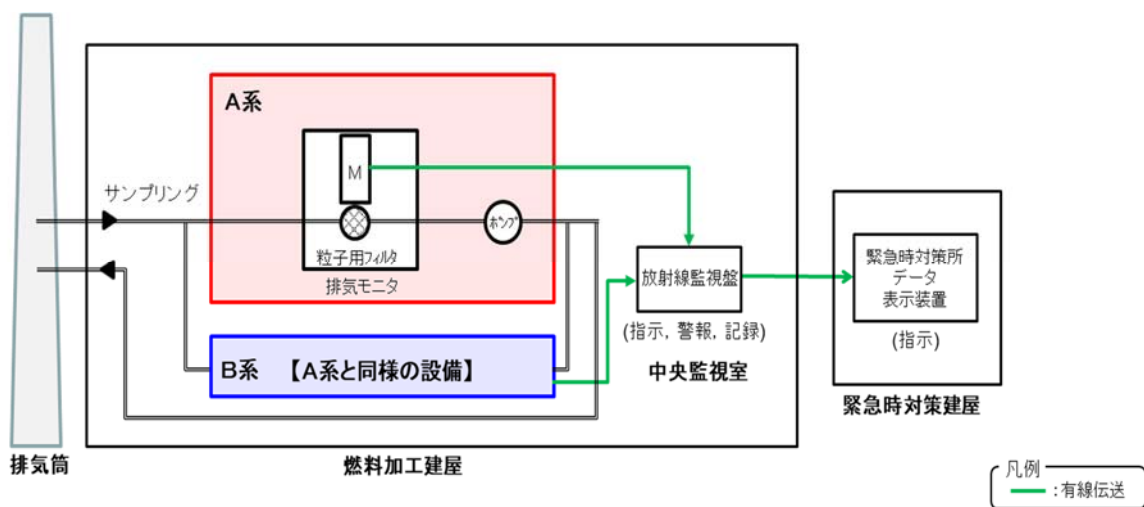 A系
M
サンプリング
ポンプ
粒子用フィルタ
排気モニタ
放射線監視盤
(指示, 警報, 記録)
中央監視室
緊急時対策所
データ
表示装置
(指示)
B系 【A系と同様の設備】
緊急時対策建屋
排気筒
燃料加工建屋
凡例
:有線伝送